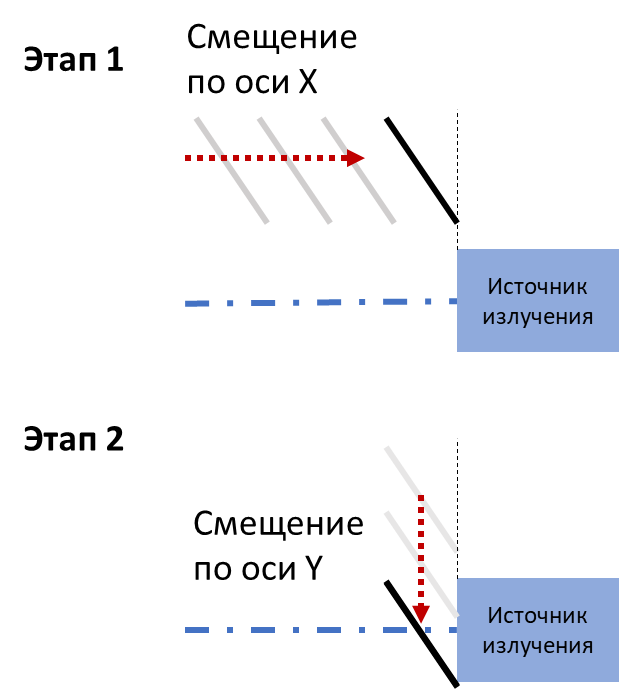 Этап 1
Смещение
по оси X
Источник
излучения
Этап 2
Смещение
по оси Y
Источник
излучения